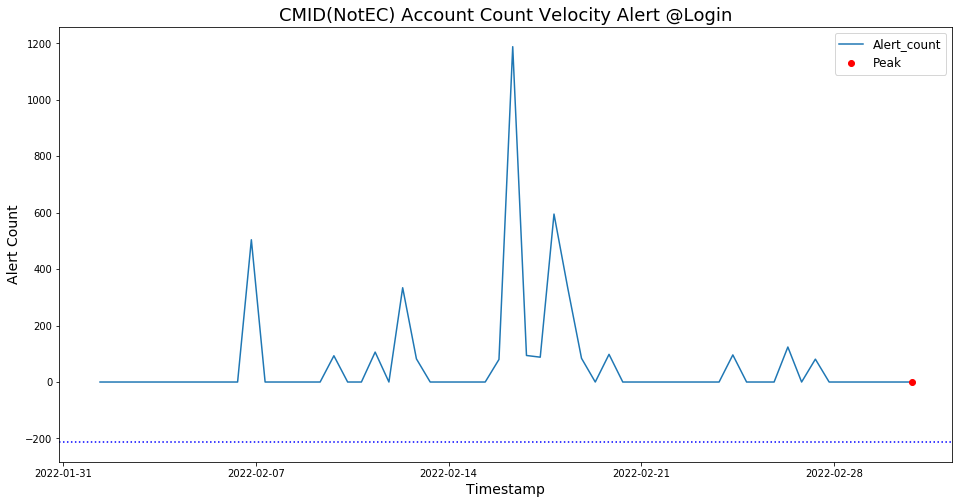 CMID(NotEC) Account Count Velocity Alert @Login
Alert_count
Peak
1200
1000
800
600
400
200
0
−200
Alert Count
2022-01-31
2022-02-07
2022-02-14
2022-02-21
2022-02-28
Timestamp